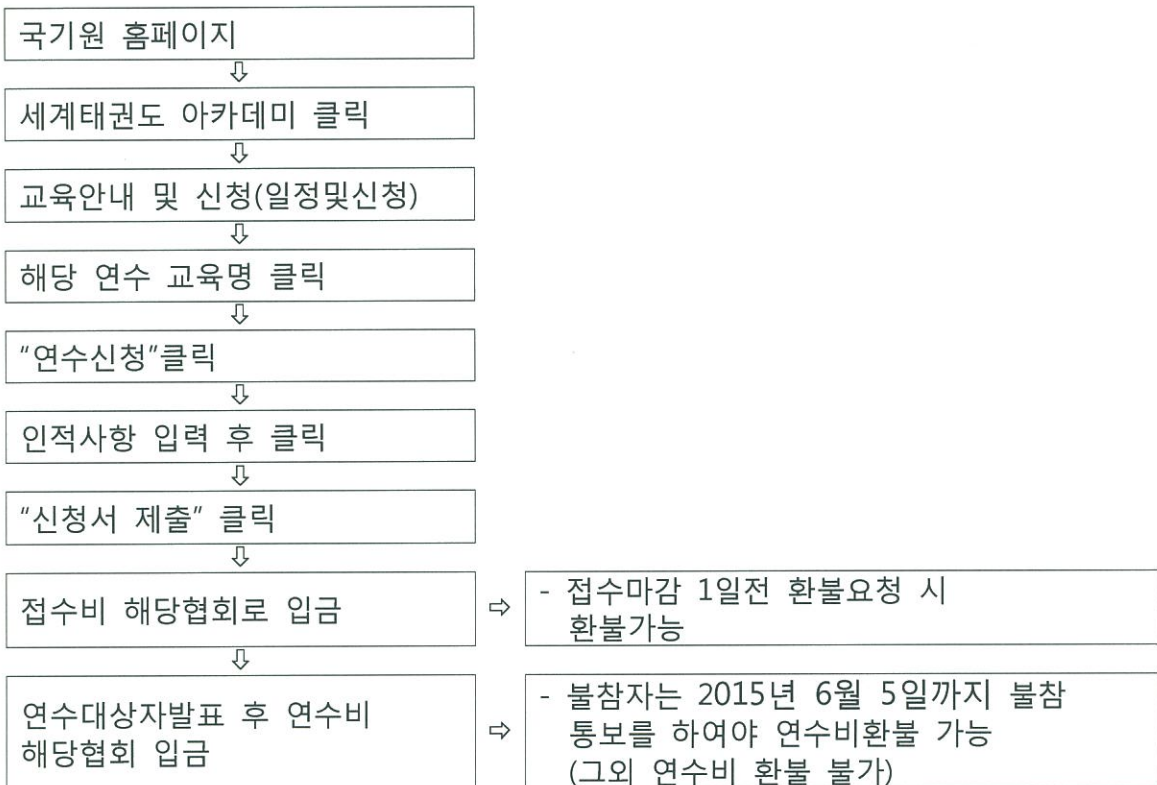 국기원 홈페이지
⇩
세계태권도 아카데미 클릭
⇩
교육안내 및 신청(일정및신청)
⇩
해당 연수 교육명 클릭
⇩
“연수신청”클릭
⇩
인적사항 입력 후 클릭
⇩
“신청서 제출” 클릭
⇩
접수비 해당협회로 입금
⇨
- 접수마감 1일전 환불요청 시
환불가능
⇩
연수대상자발표 후 연수비
해당협회 입금
⇨
- 불참자는 2015년 6월 5일까지 불참
통보를 하여야 연수비환불 가능
(그외 연수비 환불 불가)